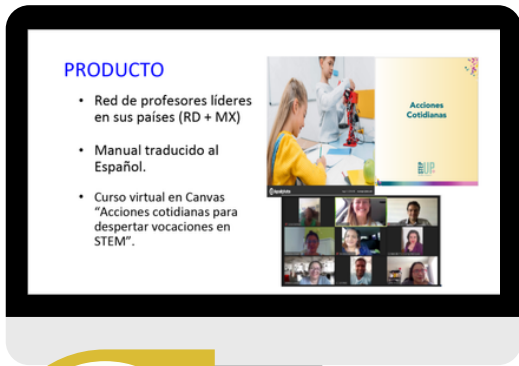 PRODUCTO
• Red de profesores líderes
en sus países (RD + MX)
• Manual traducido al
Español.
• Curso virtual en Canvas
“Acciones cotidianas para
despertar vocaciones en
STEM”.
Acciones
Cotidianas
UP